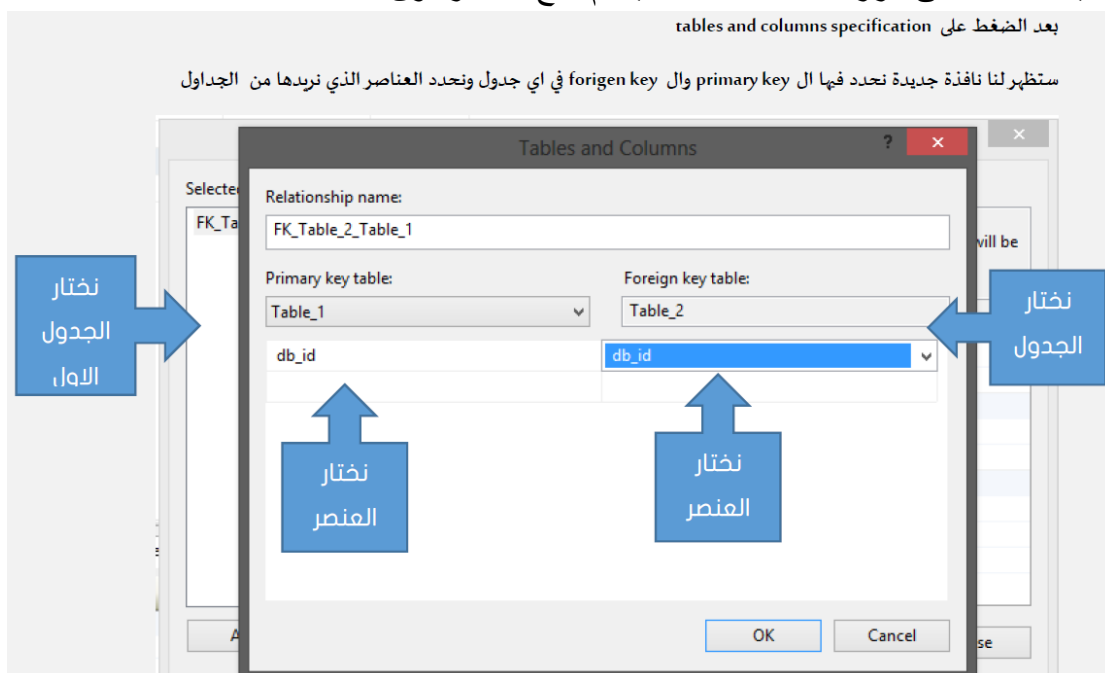 بعد الضغط على tables and columns specification
ستظهر لنا نافذة جديدة نحدد فيها ال primary key وال forigen key في اي جدول ونحدد العناصر الذي نريدها من الجداول
Tables and Columns
?
Relationship name:
FK_Table_2_Table_1
FK_Ta
will be
Primary key table:
Foreign key table:
Table_1
Table_2
db_id
db_id
نختار
الجدول
الاول
نختار
الجدول
نختار
العنصر
نختار
العنصر
OK
Cancel
se